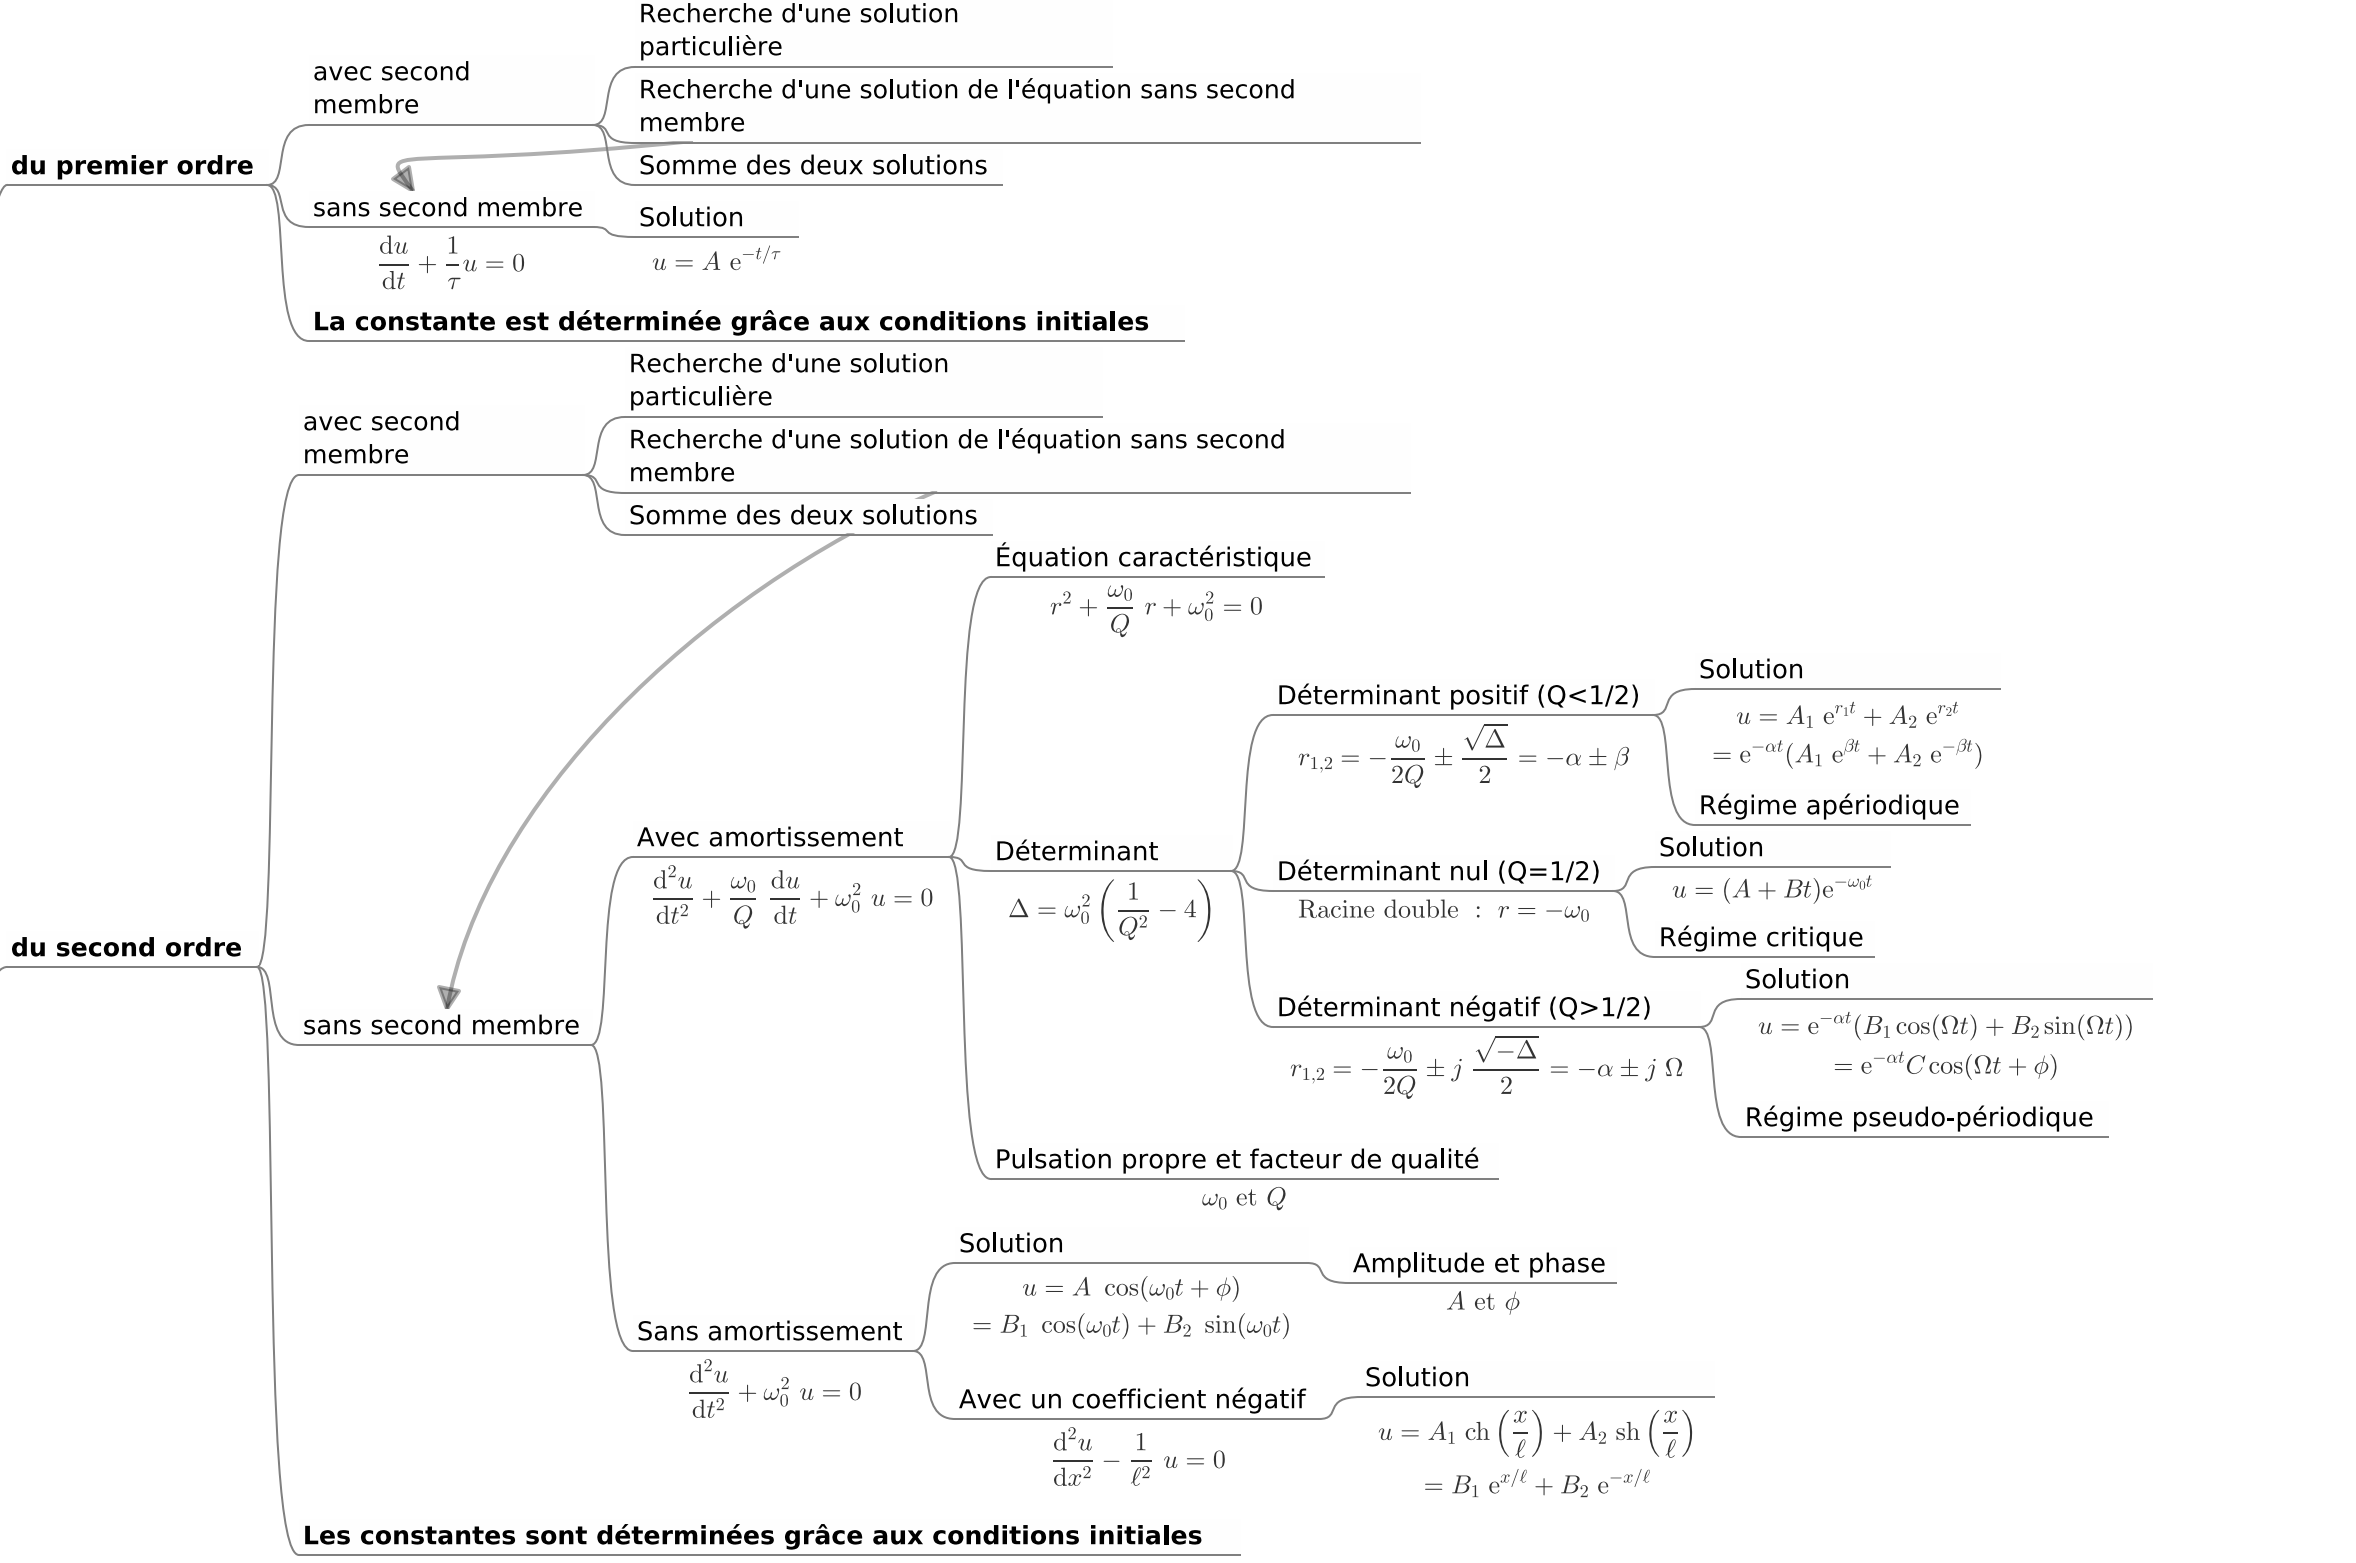 Recherche d'une solution
particulière
avec second
membre
Recherche d'une solution de l'équation sans second
membre
du premier ordre
Somme des deux solutions
sans second membre
du/dt + 1/τ u = 0
Solution
u = A e^{-t/τ}
La constante est déterminée grâce aux conditions initiales
Recherche d'une solution
particulière
avec second
membre
Recherche d'une solution de l'équation sans second
membre
Somme des deux solutions
Équation caractéristique
r² + ω₀/Q r + ω₀² = 0
Déterminant positif (Q<1/2)
r₁,₂ = −ω₀/2Q ± √Δ/2 = −α ± β
Solution
u = A₁ e^{r₁t} + A₂ e^{r₂t}
= e^{−αt}(A₁ e^{βt} + A₂ e^{−βt})
Régime apériodique
Avec amortissement
d²u/dt² + ω₀/Q du/dt + ω₀² u = 0
Déterminant
Δ = ω₀² (1/Q² − 4)
Déterminant nul (Q=1/2)
Racine double : r = −ω₀
Solution
u = (A + Bt)e^{−ω₀t}
Régime critique
du second ordre
sans second membre
Déterminant négatif (Q>1/2)
r₁,₂ = −ω₀/2Q ± j √−Δ/2 = −α ± j Ω
Solution
u = e^{−αt}(B₁ cos(Ωt) + B₂ sin(Ωt))
= e^{−αt}C cos(Ωt + ϕ)
Régime pseudo-périodique
Pulsation propre et facteur de qualité
ω₀ et Q
Sans amortissement
d²u/dt² + ω₀² u = 0
Solution
u = A cos(ω₀t + ϕ)
= B₁ cos(ω₀t) + B₂ sin(ω₀t)
Amplitude et phase
A et ϕ
Avec un coefficient négatif
d²u/dx² − 1/ℓ² u = 0
Solution
u = A₁ ch (x/ℓ) + A₂ sh (x/ℓ)
= B₁ e^{x/ℓ} + B₂ e^{−x/ℓ}
Les constantes sont déterminées grâce aux conditions initiales